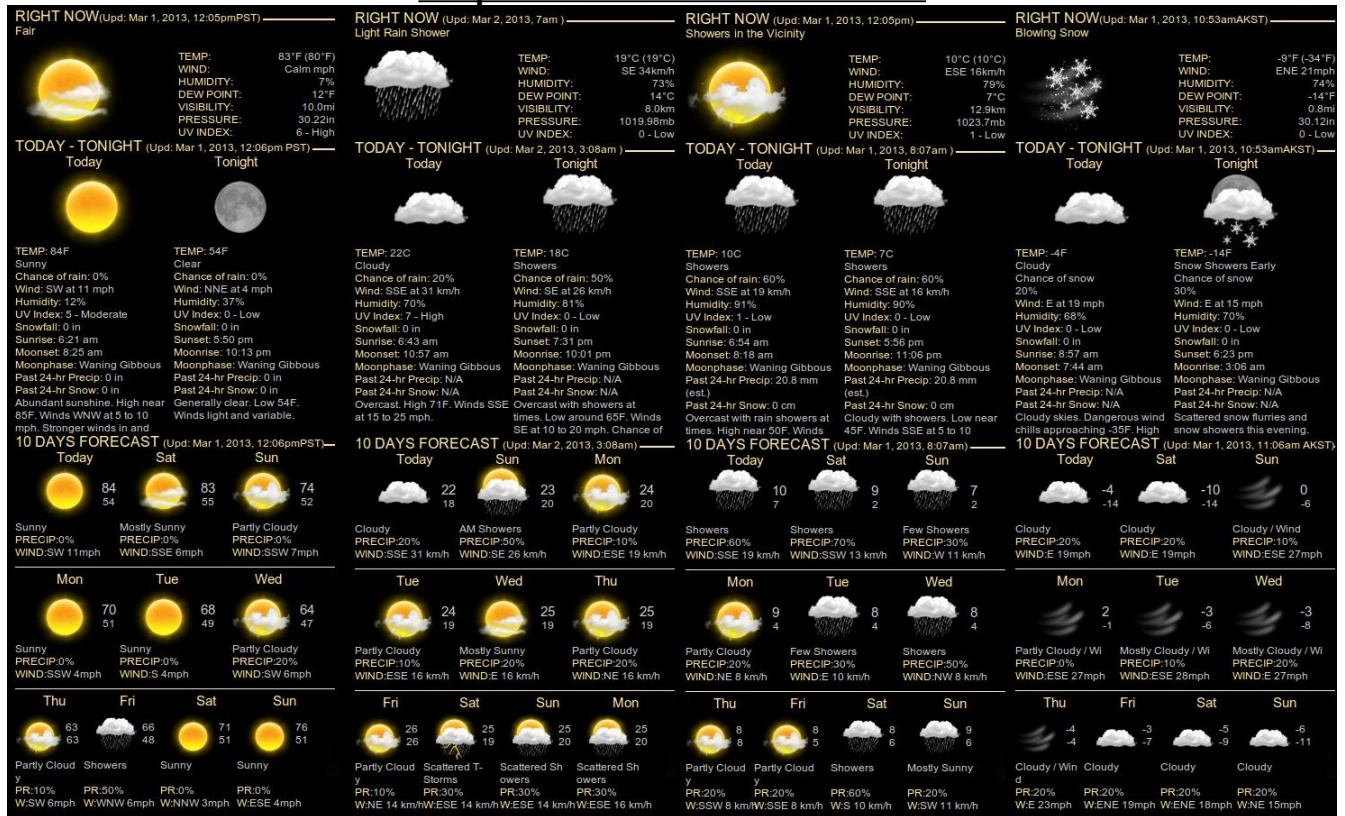 RIGHT NOW(Upd: Mar 1, 2013, 12:05pmPST)
Fair
TEMP: 83°F (80°F)
WIND: Calm mph
HUMIDITY: 7%
DEW POINT: 12°F
VISIBILITY: 10.0mi
PRESSURE: 30.22in
UV INDEX: 6 - High
TODAY - TONIGHT (Upd: Mar 1, 2013, 12:06pm PST)
Today Tonight
TEMP: 84F TEMP: 54F
Sunny Clear
Chance of rain: 0% Chance of rain: 0%
Wind: SW at 11 mph Wind: NNE at 4 mph
Humidity: 12% Humidity: 37%
UV Index: 5 - Moderate UV Index: 0 - Low
Snowfall: 0 in Snowfall: 0 in
Sunrise: 6:21 am Sunset: 5:50 pm
Moonset: 8:25 am Moonrise: 10:13 pm
Moonphase: Waning Gibbous Moonphase: Waning Gibbous
Past 24-hr Precip: 0 in Past 24-hr Precip: 0 in
Past 24-hr Snow: 0 in Past 24-hr Snow: 0 in
Abundant sunshine. High near Generally clear. Low 54F.
85F. Winds WNW at 5 to 10 Winds light and variable.
mph. Stronger winds in and
10 DAYS FORECAST (Upd: Mar 1, 2013, 12:06pmPST)
Today Sat Sun
84 83 74
54 55 52
Sunny Mostly Sunny Partly Cloudy
PRECIP:0% PRECIP:0% PRECIP:0%
WIND:SW 11mph WIND:SSE 6mph WIND:SSW 7mph
Mon Tue Wed
70 68 64
51 49 47
Sunny Sunny Partly Cloudy
PRECIP:0% PRECIP:0% PRECIP:20%
WIND:SSW 4mph WIND:S 4mph WIND:SW 6mph
Thu Fri Sat Sun
63 66 71 76
63 48 51 51
Partly Cloud Showers Sunny Sunny
y
PR:10% PR:50% PR:0% PR:0%
W:SW 6mph W:WNW 6mph W:NNW 3mph W:ESE 4mph
RIGHT NOW (Upd: Mar 2, 2013, 7am )
Light Rain Shower
TEMP: 19°C (19°C)
WIND: SE 34km/h
HUMIDITY: 73%
DEW POINT: 14°C
VISIBILITY: 8.0km
PRESSURE: 1019.98mb
UV INDEX: 0 - Low
TODAY - TONIGHT (Upd: Mar 2, 2013, 3:08am )
Today Tonight
TEMP: 22C TEMP: 18C
Cloudy Showers
Chance of rain: 20% Chance of rain: 50%
Wind: SSE at 31 km/h Wind: SE at 26 km/h
Humidity: 70% Humidity: 81%
UV Index: 7 - High UV Index: 0 - Low
Snowfall: 0 in Snowfall: 0 in
Sunrise: 6:43 am Sunset: 7:31 pm
Moonset: 10:57 am Moonrise: 10:01 pm
Moonphase: Waning Gibbous Moonphase: Waning Gibbous
Past 24-hr Precip: N/A Past 24-hr Precip: N/A
Past 24-hr Snow: N/A Past 24-hr Snow: N/A
Overcast. High 71F. Winds SSE Overcast with showers at
at 15 to 25 mph. times. Low around 65F. Winds
SE at 10 to 20 mph. Chance of
10 DAYS FORECAST (Upd: Mar 2, 2013, 3:08am)
Today Sun Mon
22 23 24
18 20 20
Cloudy AM Showers Partly Cloudy
PRECIP:20% PRECIP:50% PRECIP:10%
WIND:SSE 31 km/h WIND:SE 26 km/h WIND:ESE 19 km/h
Tue Wed Thu
24 25 25
19 19 19
Partly Cloudy Mostly Sunny Partly Cloudy
PRECIP:10% PRECIP:20% PRECIP:20%
WIND:ESE 16 km/h WIND:E 16 km/h WIND:NE 16 km/h
Fri Sat Sun Mon
26 25 25 25
26 19 20 20
Partly Cloud Scattered T- Scattered Sh Scattered Sh
y Storms owers owers
PR:10% PR:30% PR:30% PR:30%
W:NE 14 km/h W:ESE 14 km/h W:ESE 14 km/h W:ESE 16 km/h
RIGHT NOW (Upd: Mar 1, 2013, 12:05pm)
Showers in the Vicinity
TEMP: 10°C (10°C)
WIND: ESE 16km/h
HUMIDITY: 79%
DEW POINT: 7°C
VISIBILITY: 12.9km
PRESSURE: 1023.7mb
UV INDEX: 1 - Low
TODAY - TONIGHT (Upd: Mar 1, 2013, 8:07am )
Today Tonight
TEMP: 10C TEMP: 7C
Showers Showers
Chance of rain: 60% Chance of rain: 60%
Wind: SSE at 19 km/h Wind: SSE at 16 km/h
Humidity: 91% Humidity: 90%
UV Index: 1 - Low UV Index: 0 - Low
Snowfall: 0 in Snowfall: 0 in
Sunrise: 6:54 am Sunset: 5:56 pm
Moonset: 8:18 am Moonrise: 11:06 pm
Moonphase: Waning Gibbous Moonphase: Waning Gibbous
Past 24-hr Precip: 20.8 mm Past 24-hr Precip: 20.8 mm
(est.) (est.)
Past 24-hr Snow: 0 cm Past 24-hr Snow: 0 cm
Overcast with rain showers at Cloudy with showers. Low near
times. High near 50F. Winds 45F. Winds SSE at 5 to 10
10 DAYS FORECAST (Upd: Mar 1, 2013, 8:07am)
Today Sat Sun
10 9 7
7 2 2
Showers Showers Few Showers
PRECIP:60% PRECIP:70% PRECIP:30%
WIND:SSE 19 km/h WIND:SSW 13 km/h WIND:W 11 km/h
Mon Tue Wed
9 8 8
4 4 4
Partly Cloudy Few Showers Showers
PRECIP:20% PRECIP:30% PRECIP:50%
WIND:NE 8 km/h WIND:E 10 km/h WIND:NW 8 km/h
Thu Fri Sat Sun
8 8 8 9
8 5 6 6
Partly Cloud Partly Cloud Showers Mostly Sunny
y y
PR:20% PR:20% PR:60% PR:20%
W:SSW 8 km/h W:SSE 8 km/h W:S 10 km/h W:SW 11 km/h
RIGHT NOW(Upd: Mar 1, 2013, 10:53amAKST)
Blowing Snow
TEMP: -9°F (-34°F)
WIND: ENE 21mph
HUMIDITY: 74%
DEW POINT: -14°F
VISIBILITY: 0.8mi
PRESSURE: 30.12in
UV INDEX: 0 - Low
TODAY - TONIGHT (Upd: Mar 1, 2013, 10:53amAKST)
Today Tonight
TEMP: -4F TEMP: -14F
Cloudy Snow Showers Early
Chance of snow Chance of snow
20% 30%
Wind: E at 19 mph Wind: E at 15 mph
Humidity: 68% Humidity: 70%
UV Index: 0 - Low UV Index: 0 - Low
Snowfall: 0 in Snowfall: 0 in
Sunrise: 8:57 am Sunset: 6:23 pm
Moonset: 7:44 am Moonrise: 3:06 am
Moonphase: Waning Gibbous Moonphase: Waning Gibbous
Past 24-hr Precip: N/A Past 24-hr Precip: N/A
Past 24-hr Snow: N/A Past 24-hr Snow: N/A
Cloudy skies. Dangerous wind Scattered snow flurries and
chills approaching -35F. High snow showers this evening.
10 DAYS FORECAST (Upd: Mar 1, 2013, 11:06am AKST)
Today Sat Sun
-4 -10 0
-14 -14 -6
Cloudy Cloudy Cloudy / Wind
PRECIP:20% PRECIP:20% PRECIP:10%
WIND:E 19mph WIND:E 19mph WIND:ESE 27mph
Mon Tue Wed
2 -3 -3
-1 -6 -8
Partly Cloudy / Wi Mostly Cloudy / Wi Mostly Cloudy / Wi
PRECIP:0% PRECIP:10% PRECIP:20%
WIND:ESE 27mph WIND:ESE 28mph WIND:E 27mph
Thu Fri Sat Sun
-4 -3 -5 -6
-4 -7 -9 -11
Cloudy / Win Cloudy Cloudy Cloudy
d
PR:20% PR:20% PR:20% PR:20%
W:E 23mph W:ENE 19mph W:ENE 18mph W:NE 15mph